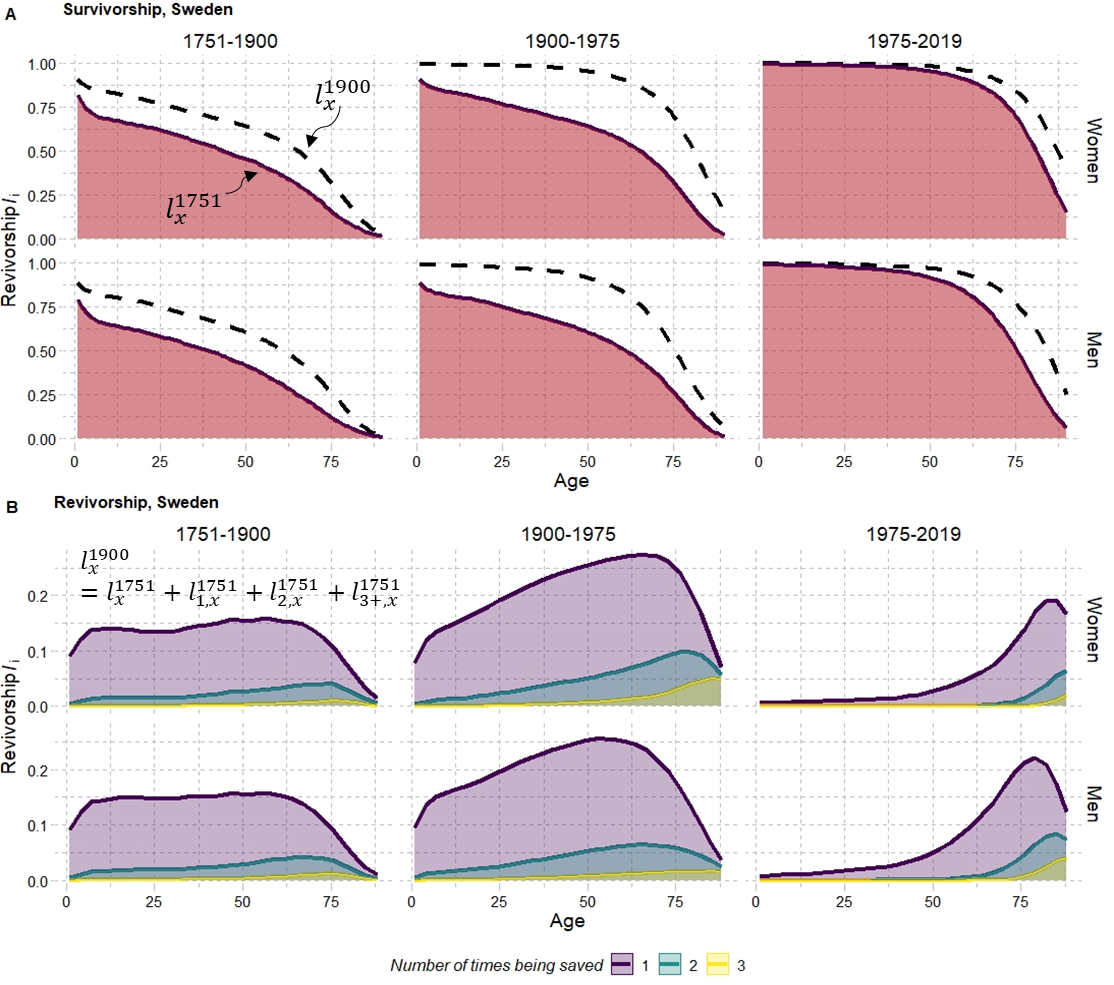 A
Survivorship, Sweden
1751-1900 1900-1975 1975-2019
1.00
0.75
0.50
0.25
0.00
l_x^1900
l_x^1751
Women
1.00
0.75
0.50
0.25
0.00
Men
Revivorship l_i
0 25 50 75 0 25 50 75 0 25 50 75
Age
B
Revivorship, Sweden
1751-1900 1900-1975 1975-2019
l_x^1900
= l_x^1751 + l_1,x^1751 + l_2,x^1751 + l_3+,x^1751
0.2
0.1
0.0
Women
Revivorship l_i
0.2
0.1
0.0
Men
0 25 50 75 0 25 50 75 0 25 50 75
Age
Number of times being saved 1 2 3